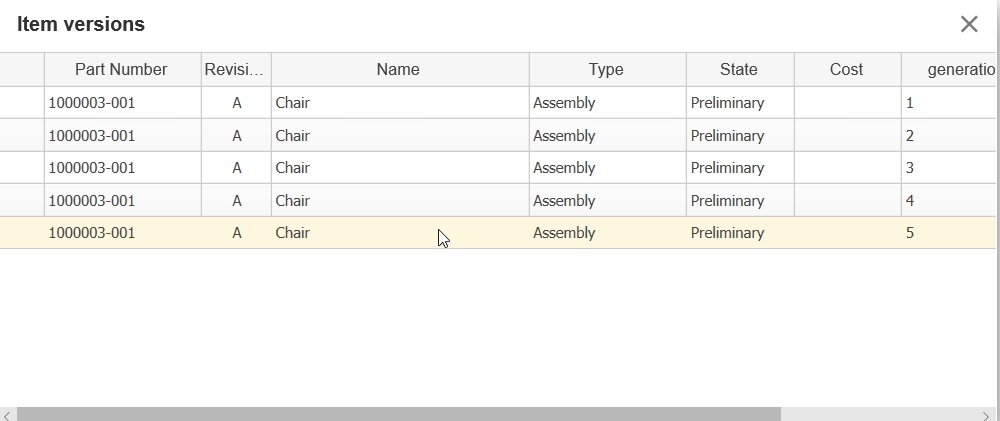 Item versions
Part Number Revisi... Name Type State Cost generatio
1000003-001 A Chair Assembly Preliminary 1
1000003-001 A Chair Assembly Preliminary 2
1000003-001 A Chair Assembly Preliminary 3
1000003-001 A Chair Assembly Preliminary 4
1000003-001 A Chair Assembly Preliminary 5